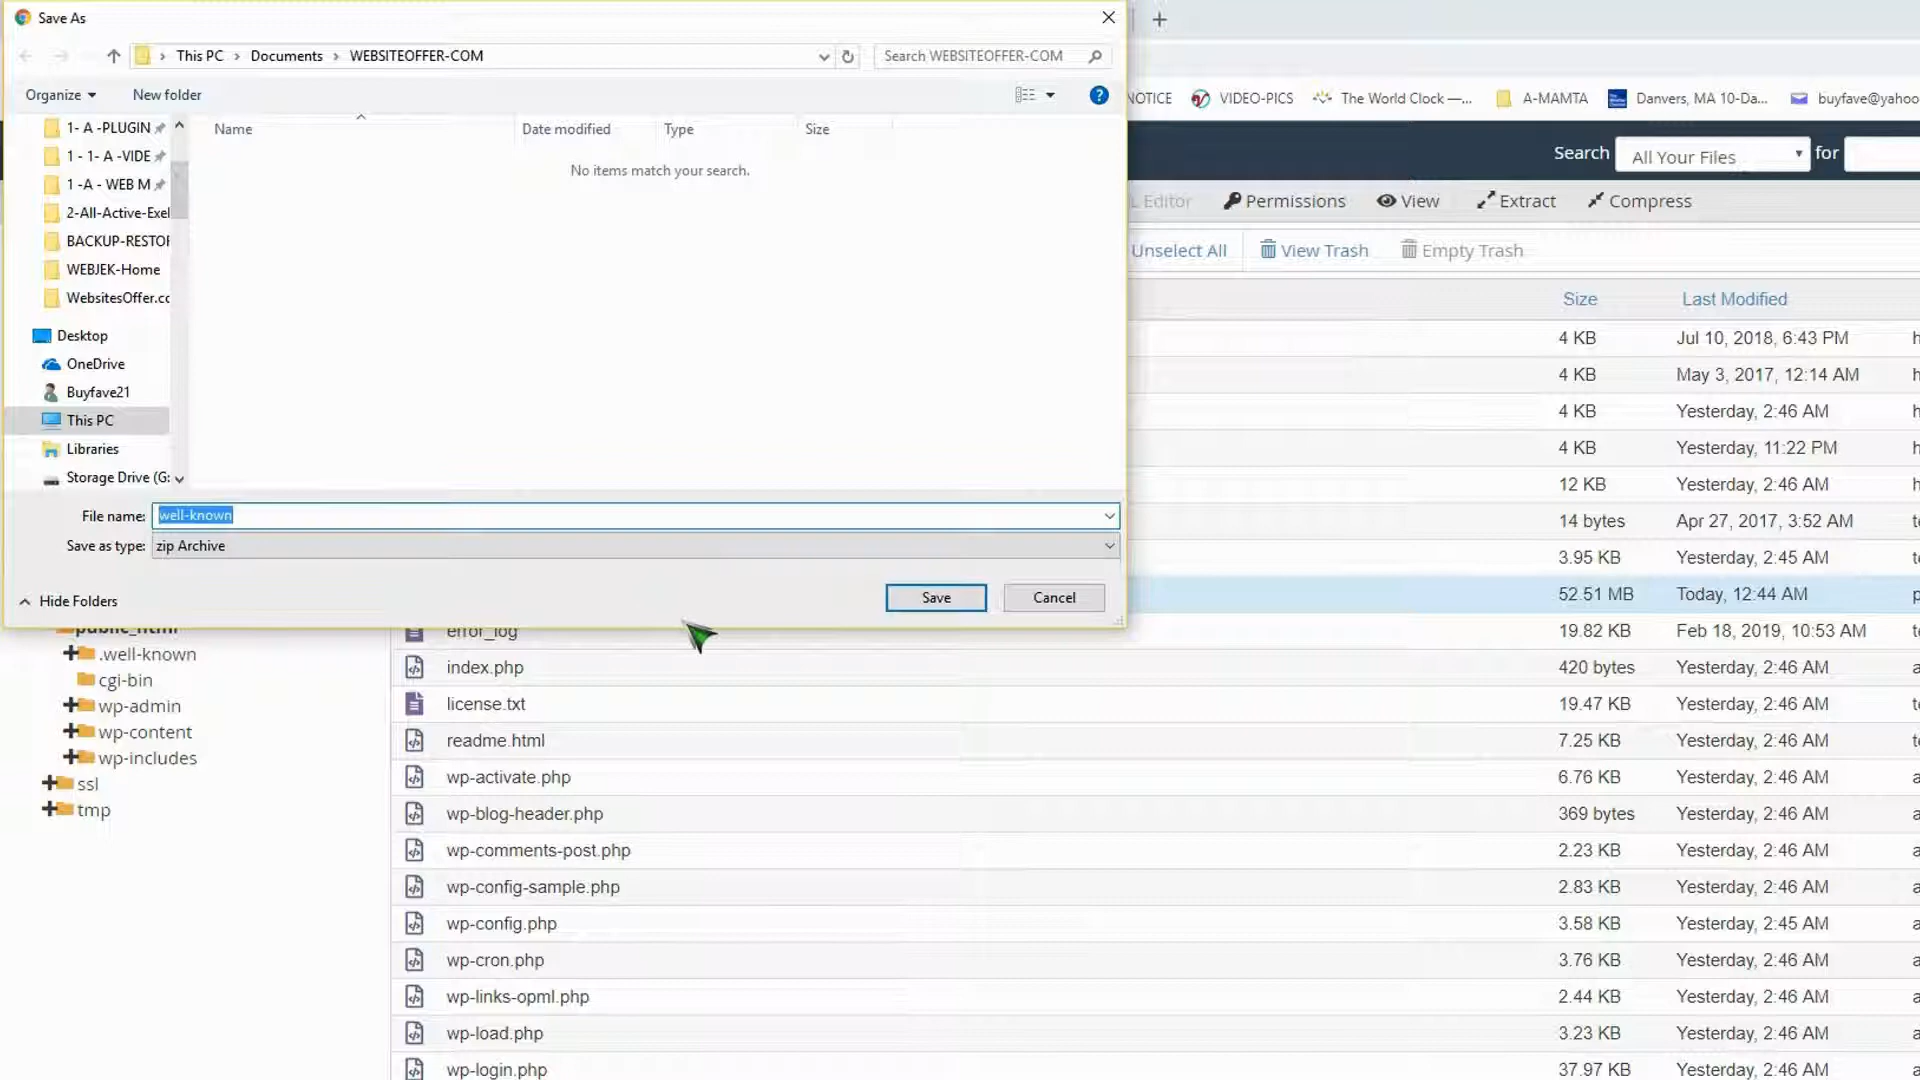 Save As
This PC > Documents > WEBSITEOFFER-COM
Search WEBSITEOFFER-COM
Organize
New folder
Name
Date modified
Type
Size
No items match your search.
1- A -PLUGIN
1 - 1- A -VIDE
1 -A - WEB M
2-All-Active-Exel
BACKUP-RESTOR
WEBJEK-Home
WebsitesOffer.cc
Desktop
OneDrive
Buyfave21
This PC
Libraries
Storage Drive (G:
File name: well-known
Save as type: zip Archive
Hide Folders
Save
Cancel
NOTICE
VIDEO-PICS
The World Clock —...
A-MAMTA
Danvers, MA 10-Da...
buyfave@yahoo
Search All Your Files for
Editor
Permissions
View
Extract
Compress
Unselect All
View Trash
Empty Trash
Size Last Modified
4 KB Jul 10, 2018, 6:43 PM
4 KB May 3, 2017, 12:14 AM
4 KB Yesterday, 2:46 AM
4 KB Yesterday, 11:22 PM
12 KB Yesterday, 2:46 AM
14 bytes Apr 27, 2017, 3:52 AM
3.95 KB Yesterday, 2:45 AM
52.51 MB Today, 12:44 AM
public_html
.well-known
cgi-bin
wp-admin
wp-content
wp-includes
ssl
tmp
error_log 19.82 KB Feb 18, 2019, 10:53 AM
index.php 420 bytes Yesterday, 2:46 AM
license.txt 19.47 KB Yesterday, 2:46 AM
readme.html 7.25 KB Yesterday, 2:46 AM
wp-activate.php 6.76 KB Yesterday, 2:46 AM
wp-blog-header.php 369 bytes Yesterday, 2:46 AM
wp-comments-post.php 2.23 KB Yesterday, 2:46 AM
wp-config-sample.php 2.83 KB Yesterday, 2:46 AM
wp-config.php 3.58 KB Yesterday, 2:45 AM
wp-cron.php 3.76 KB Yesterday, 2:46 AM
wp-links-opml.php 2.44 KB Yesterday, 2:46 AM
wp-load.php 3.23 KB Yesterday, 2:46 AM
wp-login.php 37.97 KB Yesterday, 2:46 AM